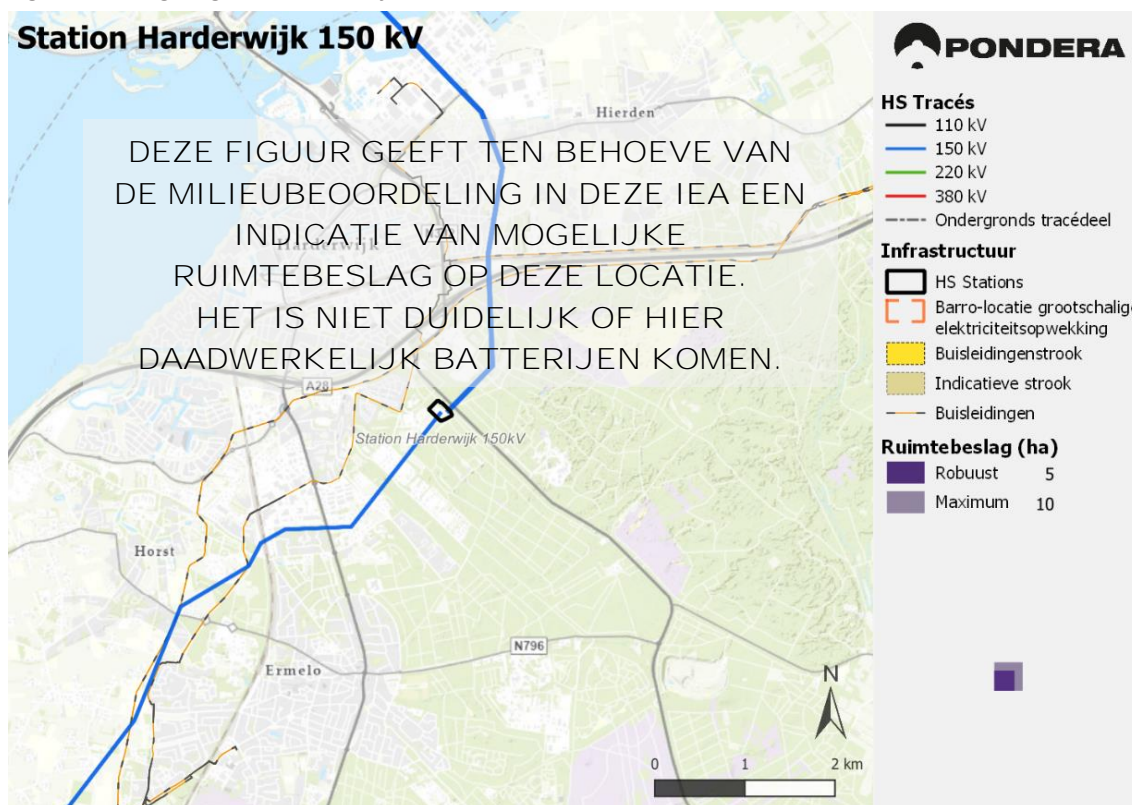 Station Harderwijk 150 kV
PONDERA
HS Tracés
110 kV
150 kV
220 kV
380 kV
Ondergronds tracédeel
Infrastructuur
HS Stations
Barro-locatie grootschalige
elektriciteitsopwekking
Buisleidingenstrook
Indicatieve strook
Buisleidingen
Ruimtebeslag (ha)
Robuust 5
Maximum 10
Hierden
DEZE FIGUUR GEEFT TEN BEHOEVE VAN
DE MILIEUBEOORDELING IN DEZE IEA EEN
INDICATIE VAN MOGELIJKE
Harderwijk
RUIMTEBESLAG OP DEZE LOCATIE.
HET IS NIET DUIDELIJK OF HIER
DAADWERKELIJK BATTERIJEN KOMEN.
A28
Station Harderwijk 150kV
Horst
N796
Ermelo
N
0 1 2 km